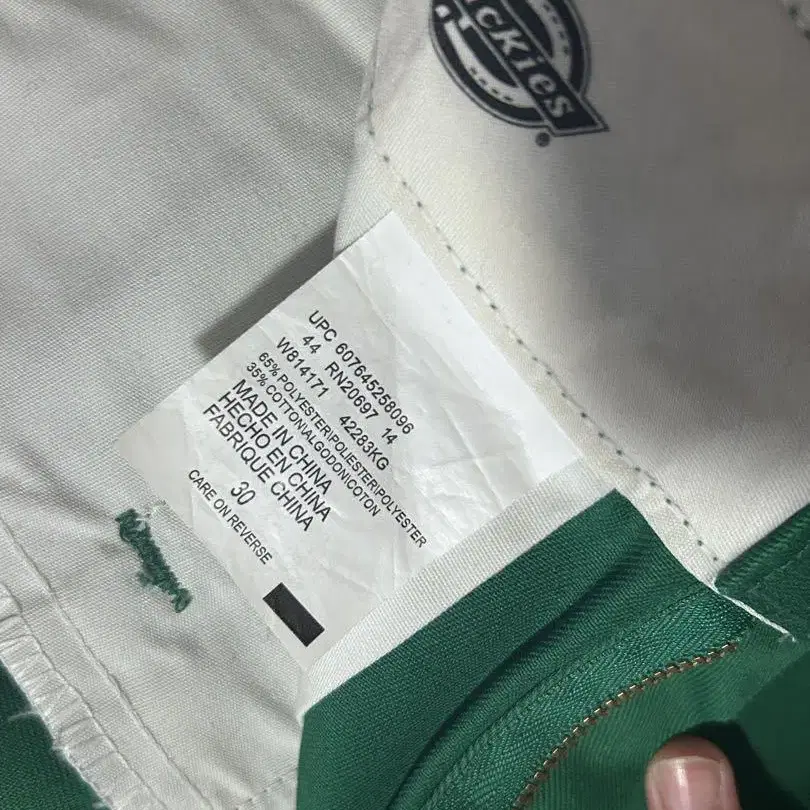 Dickies
®
UPC 607645258096
44 RN20697 14
W814171 42283KG
65% POLYESTER\POLIESTER\POLYESTER
35% COTTON\ALGODON\COTON
MADE IN CHINA
HECHO EN CHINA
FABRIQUE CHINA
30
CARE ON REVERSE